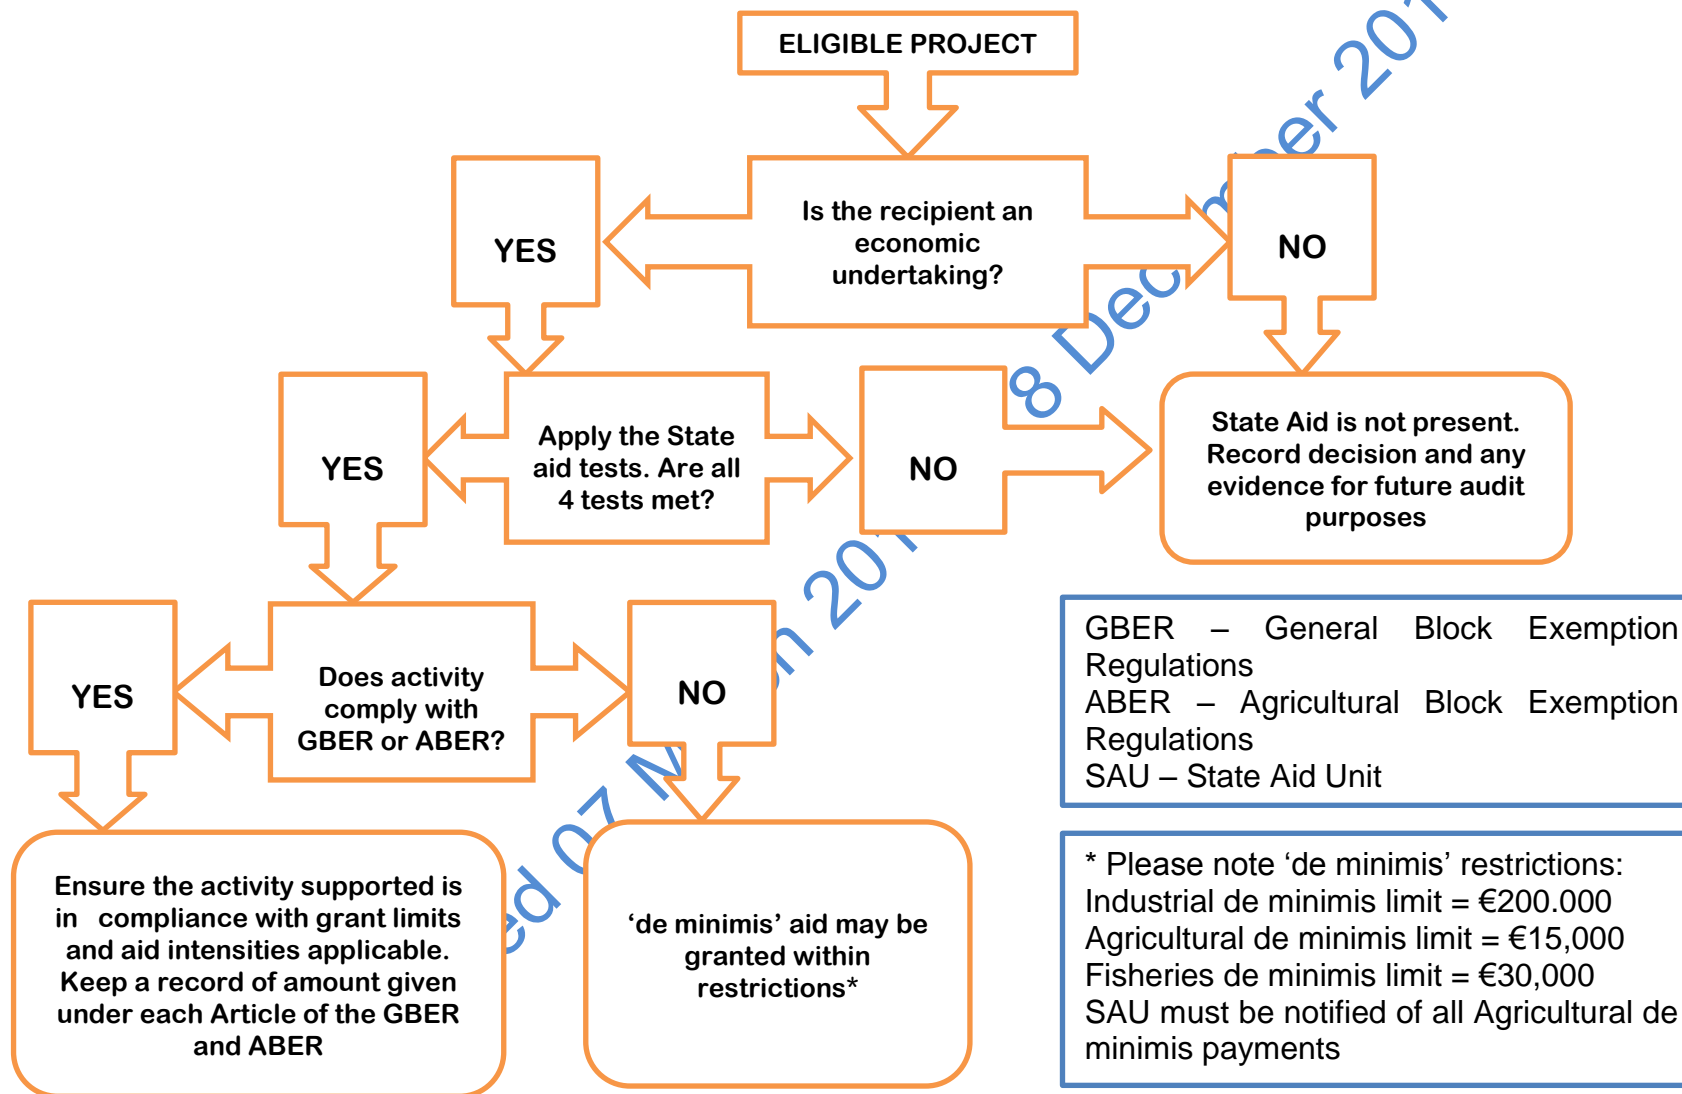 ELIGIBLE PROJECT
Is the recipient an
economic
undertaking?
YES
NO
Apply the State
aid tests. Are all
4 tests met?
YES
NO
State Aid is not present.
Record decision and any
evidence for future audit
purposes
Does activity
comply with
GBER or ABER?
YES
NO
Ensure the activity supported is
in compliance with grant limits
and aid intensities applicable.
Keep a record of amount given
under each Article of the GBER
and ABER
‘de minimis’ aid may be
granted within
restrictions*
GBER – General Block Exemption
Regulations
ABER – Agricultural Block Exemption
Regulations
SAU – State Aid Unit
* Please note ‘de minimis’ restrictions:
Industrial de minimis limit = €200.000
Agricultural de minimis limit = €15,000
Fisheries de minimis limit = €30,000
SAU must be notified of all Agricultural de
minimis payments
07 201 8